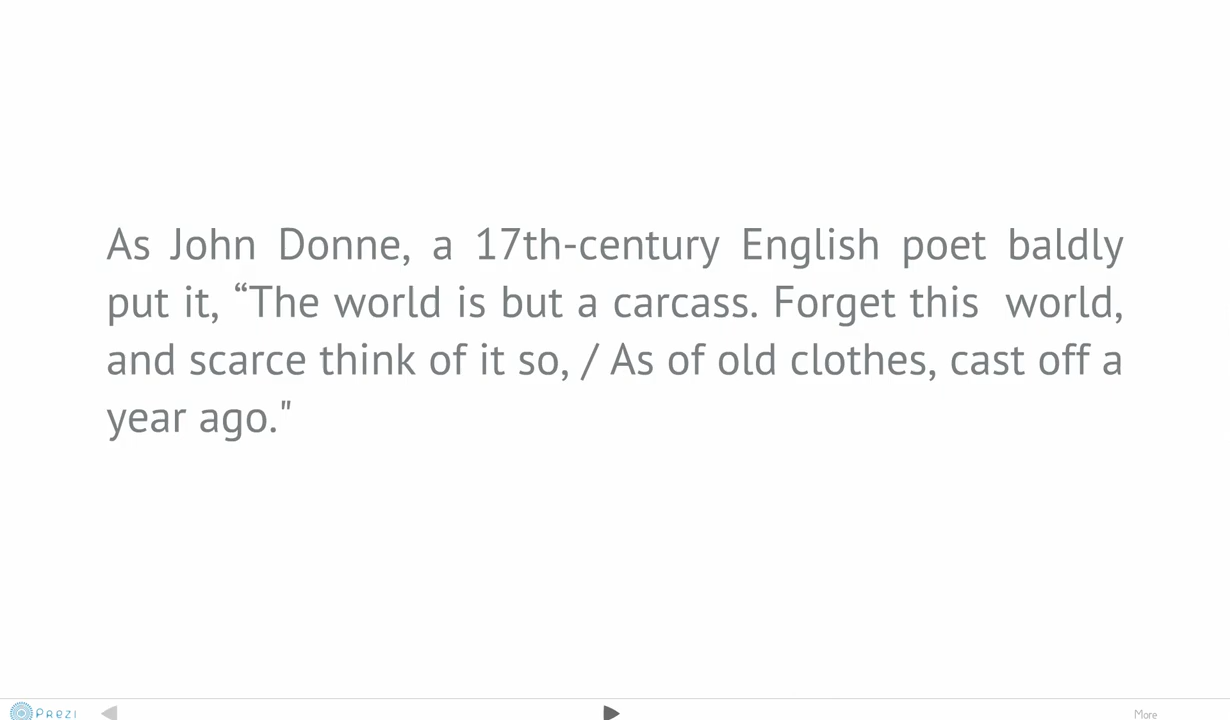 As John Donne, a 17th-century English poet baldly
put it, “The world is but a carcass. Forget this  world,
and scarce think of it so, / As of old clothes, cast off a
year ago."
PREZI
More